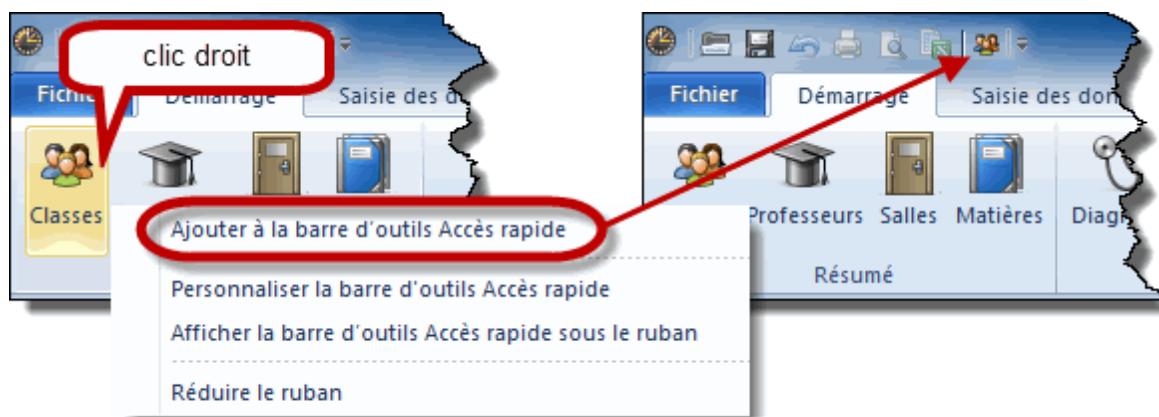 clic droit
Fichier Démarrage Saisie des
Classes
Ajouter à la barre d'outils Accès rapide
Personnaliser la barre d'outils Accès rapide
Afficher la barre d'outils Accès rapide sous le ruban
Réduire le ruban
Fichier Démarrage Saisie des don
Professeurs Salles Matières Diag
Résumé